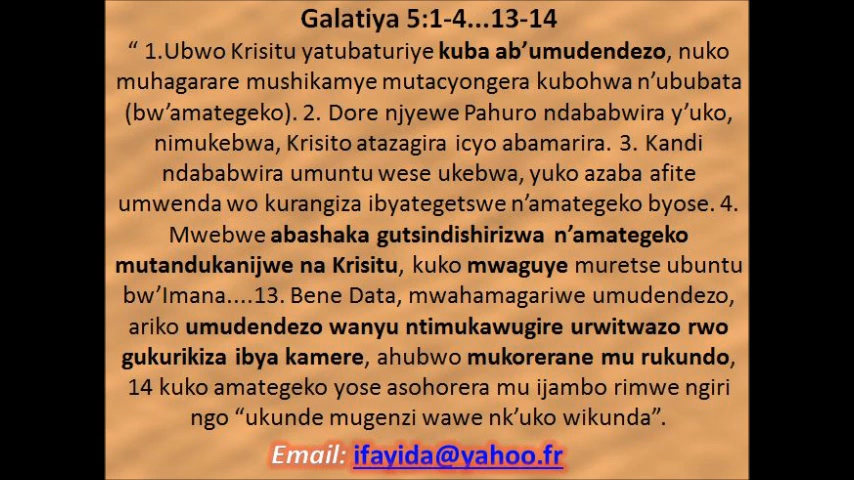 Galatiya 5:1-4...13-14
“ 1.Ubwo Krisitu yatubaturiye kuba ab’umudendezo, nuko
muhagarare mushikamye mutacyongera kubohwa n’ububata
(bw’amategeko). 2. Dore njyewe Pahuro ndababwira y’uko,
nimukebwa, Krisito atazagira icyo abamarira. 3. Kandi
ndababwira umuntu wese ukebwa, yuko azaba afite
umwenda wo kurangiza ibyategetswe n’amategeko byose. 4.
Mwebwe abashaka gutsindishirizwa n’amategeko
mutandukanijwe na Krisitu, kuko mwaguye muretse ubuntu
bw’Imana....13. Bene Data, mwahamagariwe umudendezo,
ariko umudendezo wanyu ntimukawugire urwitwazo rwo
gukurikiza ibya kamere, ahubwo mukorerane mu rukundo,
14 kuko amategeko yose asohorera mu ijambo rimwe ngiri
ngo “ukunde mugenzi wawe nk’uko wikunda”.
Email: ifayida@yahoo.fr